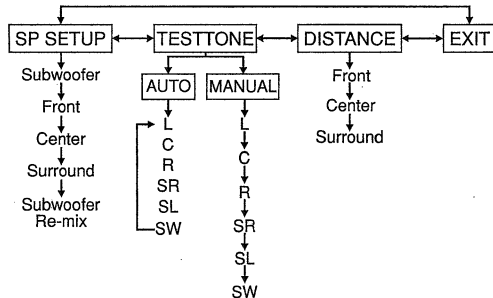 SP SETUP
TESTTONE
DISTANCE
EXIT
Subwoofer
Front
Center
Surround
Subwoofer
Re-mix
AUTO
L
C
R
SR
SL
SW
MANUAL
L
C
R
SR
SL
SW
Front
Center
Surround